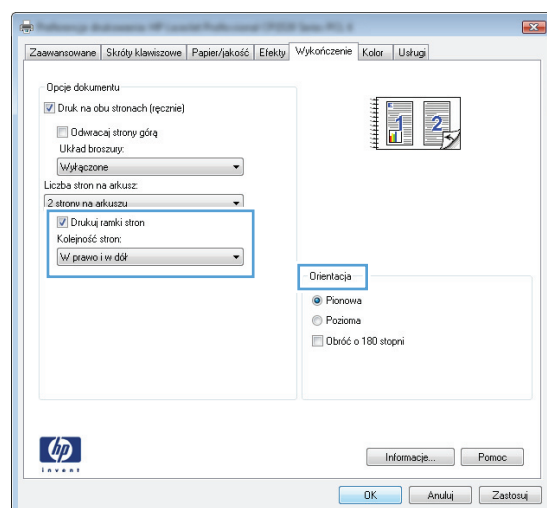 Zaawansowane Skróty klawiszowe Papier/jakość Efekty Wykończenie Kolor Usługi
Opcje dokumentu
Druk na obu stronach (ręcznie)
Odwracaj strony górą
Układ broszury:
Wyłączone
Liczba stron na arkusz:
2 strony na arkuszu
Drukuj ramki stron
Kolejność stron:
W prawo i w dół
1 2
Orientacja
Pionowa
Pozioma
Obróć o 180 stopni
hp
invent
Informacje... Pomoc
OK Anuluj Zastosuj